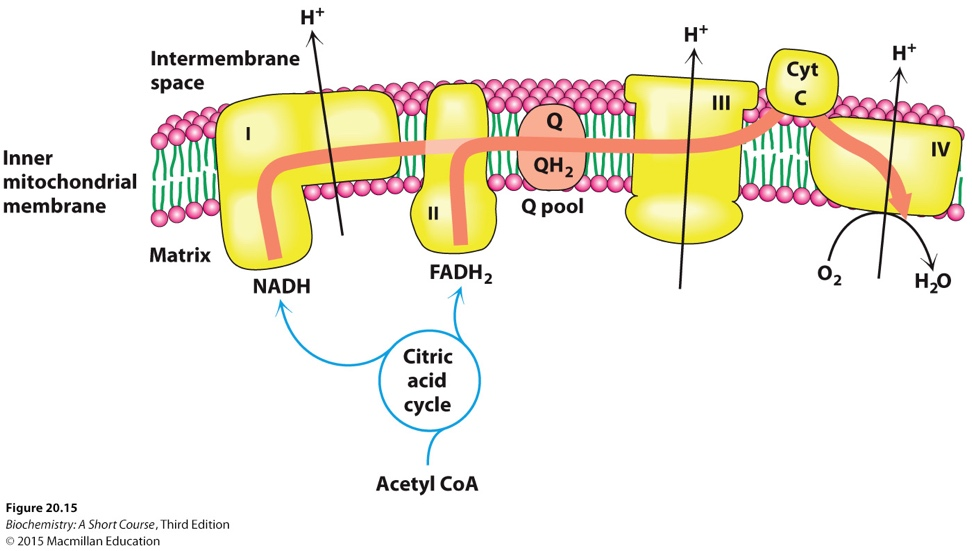 H⁺
Intermembrane
space
H⁺
Cyt
C
H⁺
I
III
IV
Q
QH₂
Q pool
Inner
mitochondrial
membrane
II
Matrix
NADH
FADH₂
O₂
H₂O
Citric
acid
cycle
Acetyl CoA
Figure 20.15
Biochemistry: A Short Course, Third Edition
© 2015 Macmillan Education